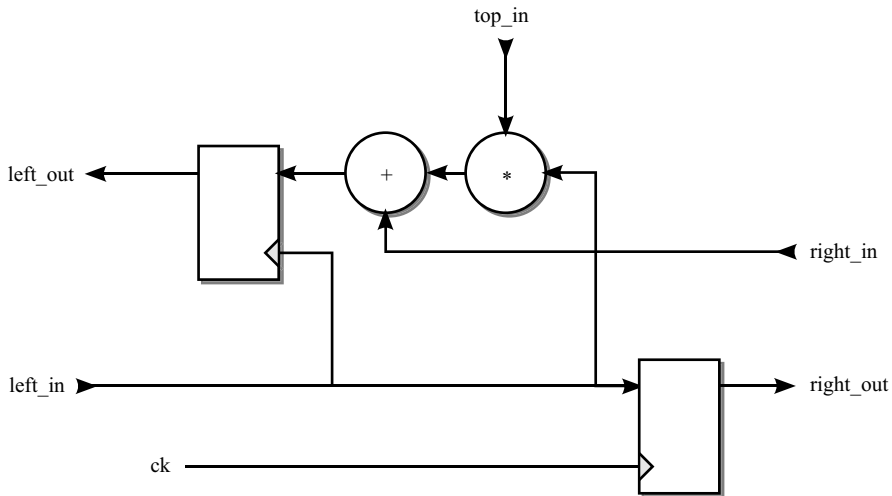 top_in
left_out
+
*
right_in
left_in
right_out
ck